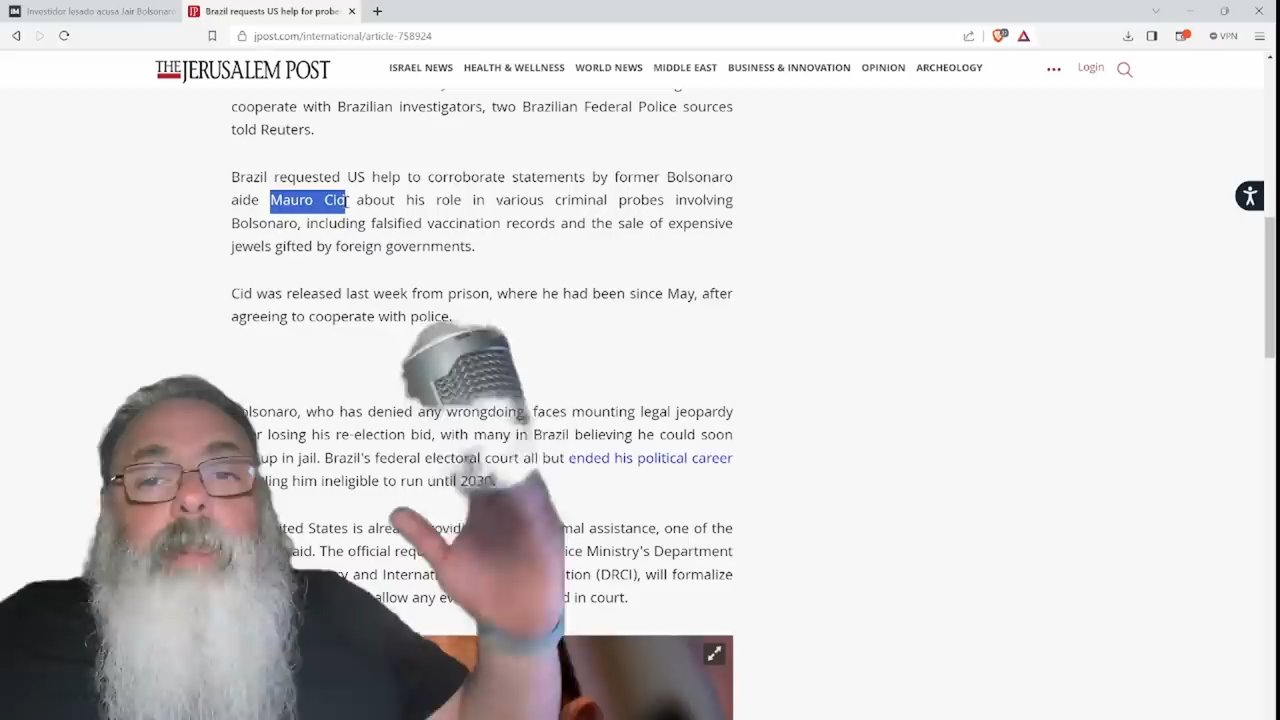 Investidor lesado acusa Jair Bolsonaro
Brazil requests US help for probe
jpost.com/international/article-758924
VPN
THE JERUSALEM POST
ISRAEL NEWS HEALTH & WELLNESS WORLD NEWS MIDDLE EAST BUSINESS & INNOVATION OPINION ARCHEOLOGY
Login
cooperate with Brazilian investigators, two Brazilian Federal Police sources
told Reuters.
Brazil requested US help to corroborate statements by former Bolsonaro
aide Mauro Cid about his role in various criminal probes involving
Bolsonaro, including falsified vaccination records and the sale of expensive
jewels gifted by foreign governments.
Cid was released last week from prison, where he had been since May, after
agreeing to cooperate with police.
olsonaro, who has denied any wrongdoing, faces mounting legal jeopardy
r losing his re-election bid, with many in Brazil believing he could soon
up in jail. Brazil's federal electoral court all but ended his political career
ling him ineligible to run until 2030.
ited States is alrea mal assistance, one of the
aid. The official requ ice Ministry's Department
ry and Internat tion (DRCI), will formalize
allow any ev d in court.